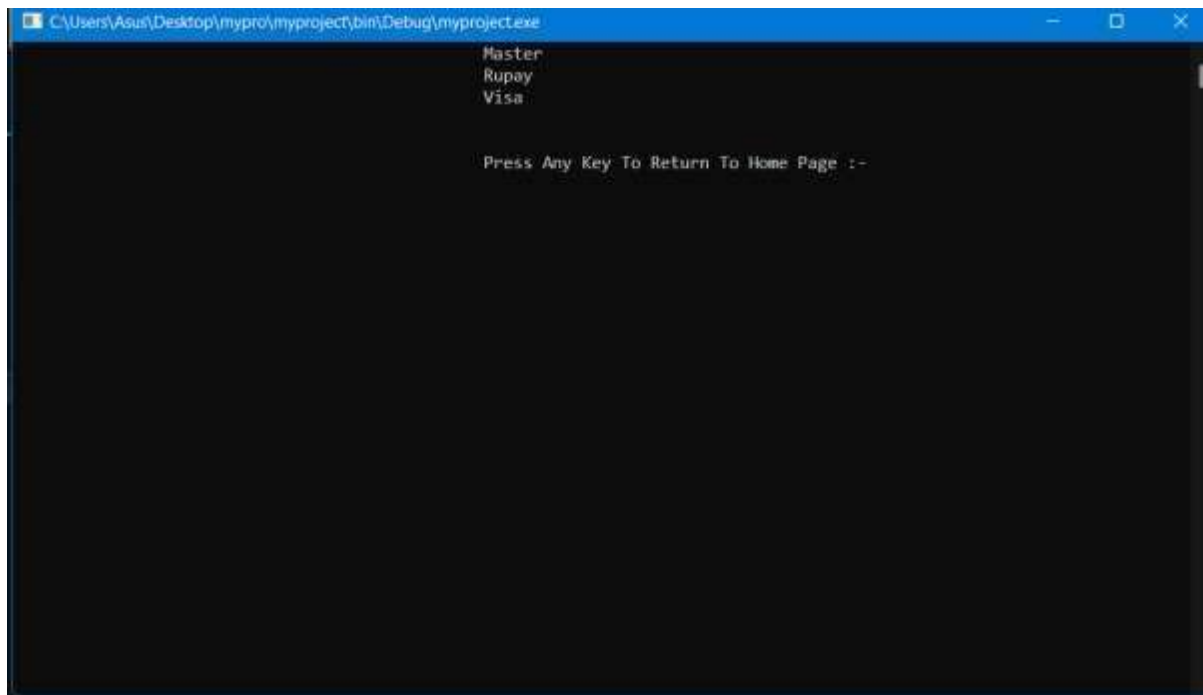 C:\Users\Asus\Desktop\mypro\myproject\bin\Debug\myproject.exe
Master
Rupay
Visa
Press Any Key To Return To Home Page :-